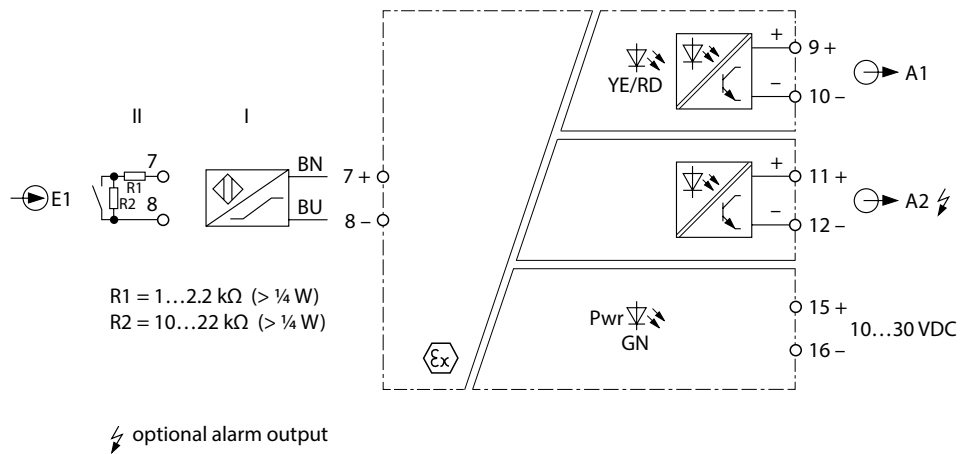 9 +
+
YE/RD
A1
–
10 –
II
I
7
BN
7 +
+
11 +
E1
R1
R2
8
BU
8 –
A2
–
12 –
R1 = 1…2.2 kΩ (> ¼ W)
R2 = 10…22 kΩ (> ¼ W)
Pwr
GN
15 +
10…30 VDC
16 –
Ex
optional alarm output